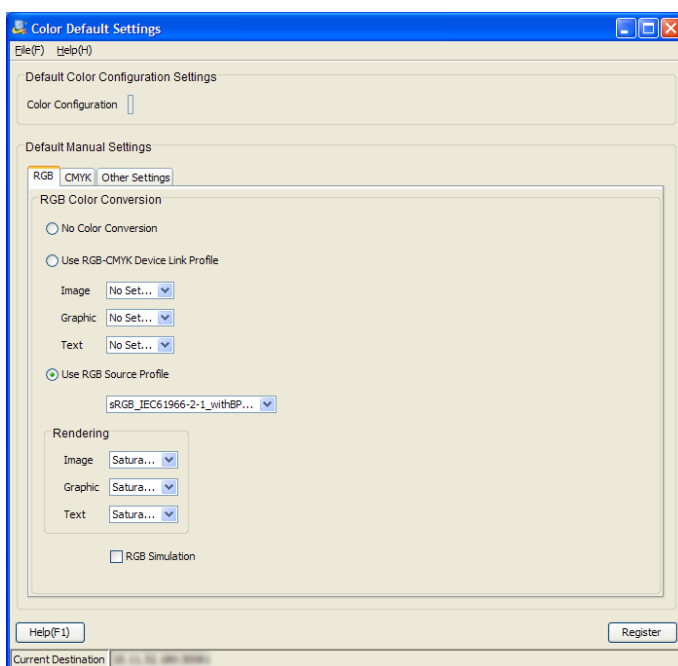 Color Default Settings
File(F) Help(H)
Default Color Configuration Settings
Color Configuration
Default Manual Settings
RGB CMYK Other Settings
RGB Color Conversion
No Color Conversion
Use RGB-CMYK Device Link Profile
Image No Set...
Graphic No Set...
Text No Set...
Use RGB Source Profile
sRGB_IEC61966-2-1_withBP...
Rendering
Image Satura...
Graphic Satura...
Text Satura...
RGB Simulation
Help(F1) Register
Current Destination